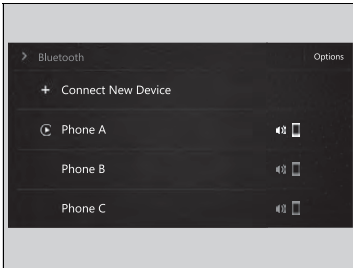 Bluetooth
Options
+ Connect New Device
Phone A
Phone B
Phone C